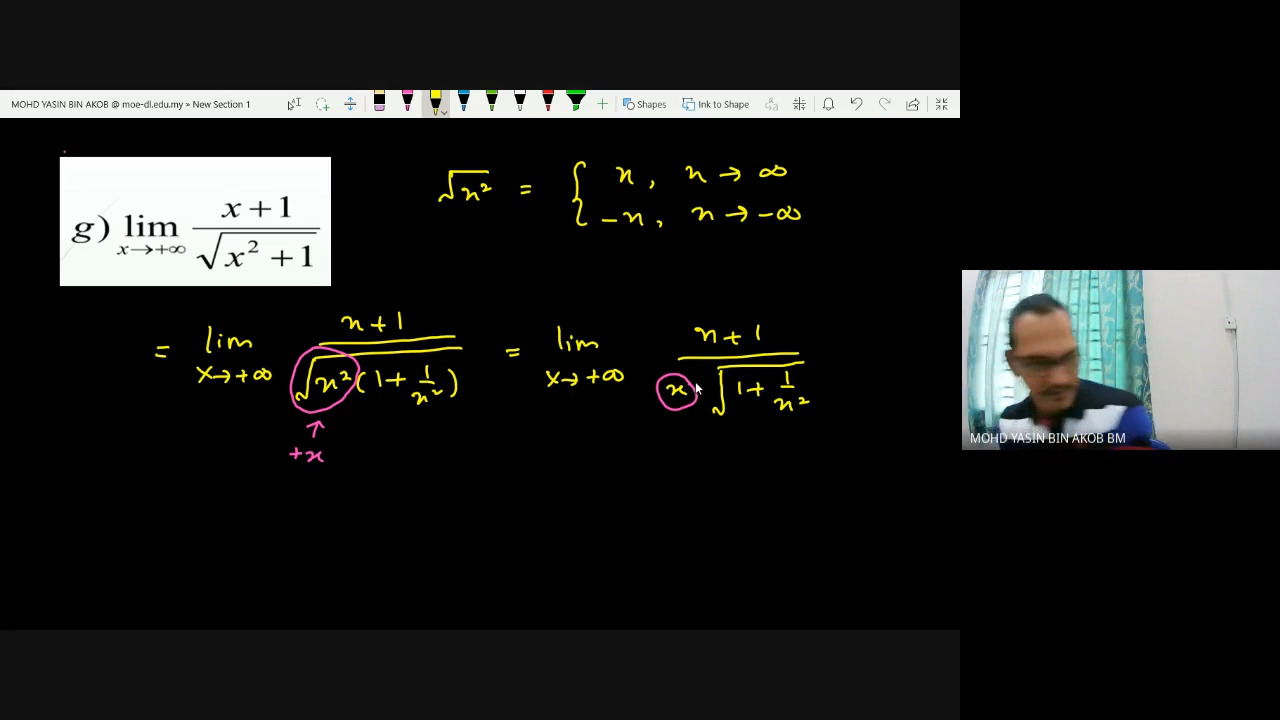 MOHD YASIN BIN AKOB @ moe-dl.edu.my » New Section 1
Shapes
Ink to Shape
g) lim x→+∞ (x+1)/√(x²+1)
√x² = { x, x → ∞
−x, x → −∞
= lim x→+∞ (x+1)/√(x²(1+1/x²)) = lim x→+∞ (x+1)/(x √(1+1/x²))
↑
+x
MOHD YASIN BIN AKOB BM